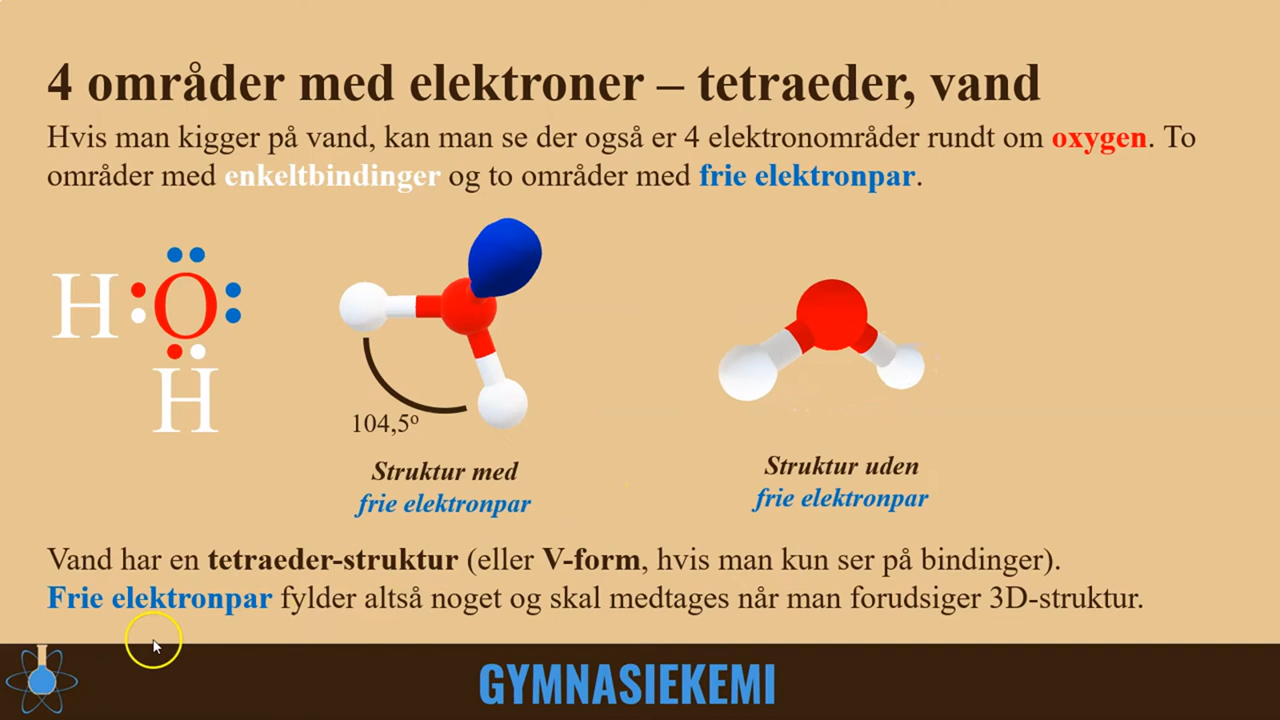 4 områder med elektroner – tetraeder, vand
Hvis man kigger på vand, kan man se der også er 4 elektronområder rundt om oxygen. To
områder med enkeltbindinger og to områder med frie elektronpar.
H O
H
104,5º
Struktur med
frie elektronpar
Struktur uden
frie elektronpar
Vand har en tetraeder-struktur (eller V-form, hvis man kun ser på bindinger).
Frie elektronpar fylder altså noget og skal medtages når man forudsiger 3D-struktur.
GYMNASIEKEMI